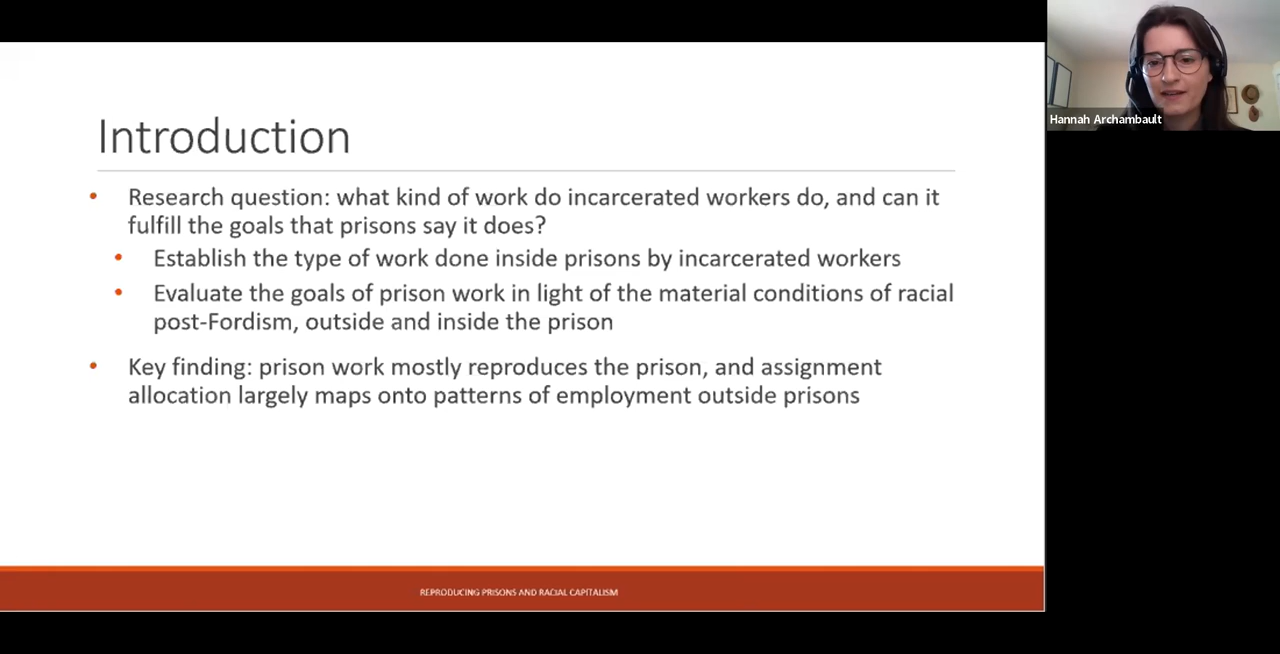 Introduction
• Research question: what kind of work do incarcerated workers do, and can it
fulfill the goals that prisons say it does?
• Establish the type of work done inside prisons by incarcerated workers
• Evaluate the goals of prison work in light of the material conditions of racial
post-Fordism, outside and inside the prison
• Key finding: prison work mostly reproduces the prison, and assignment
allocation largely maps onto patterns of employment outside prisons
REPRODUCING PRISONS AND RACIAL CAPITALISM
Hannah Archambault